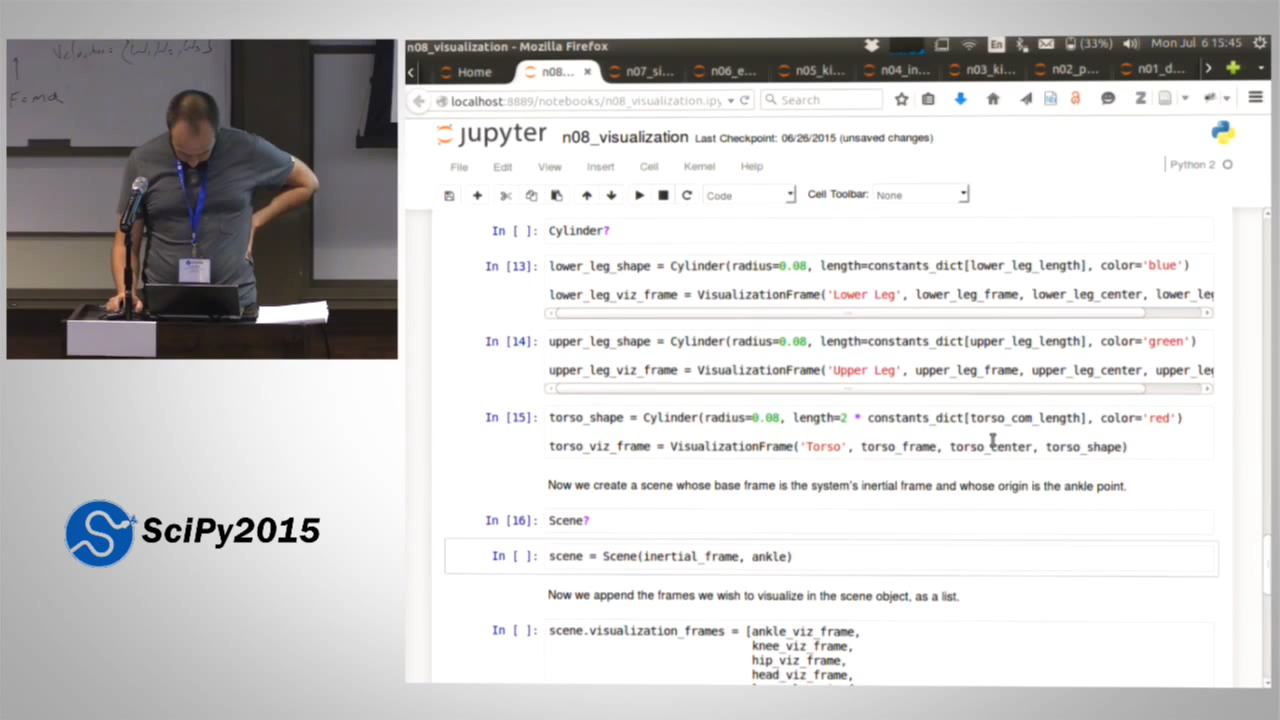 F=ma
SciPy2015
n08_visualization - Mozilla Firefox
En (33%) Mon Jul 6 15:45
Home n08... × n07_si... n06_e... n05_ki... n04_in... n03_ki... n02_p... n01_d...
localhost:8889/notebooks/n08_visualization.ipy Search
jupyter n08_visualization Last Checkpoint: 06/26/2015 (unsaved changes)
File Edit View Insert Cell Kernel Help Python 2
Code Cell Toolbar: None
In [ ]: Cylinder?
In [13]: lower_leg_shape = Cylinder(radius=0.08, length=constants_dict[lower_leg_length], color='blue')
lower_leg_viz_frame = VisualizationFrame('Lower Leg', lower_leg_frame, lower_leg_center, lower_leg
In [14]: upper_leg_shape = Cylinder(radius=0.08, length=constants_dict[upper_leg_length], color='green')
upper_leg_viz_frame = VisualizationFrame('Upper Leg', upper_leg_frame, upper_leg_center, upper_leg
In [15]: torso_shape = Cylinder(radius=0.08, length=2 * constants_dict[torso_com_length], color='red')
torso_viz_frame = VisualizationFrame('Torso', torso_frame, torso_center, torso_shape)
Now we create a scene whose base frame is the system's inertial frame and whose origin is the ankle point.
In [16]: Scene?
In [ ]: scene = Scene(inertial_frame, ankle)
Now we append the frames we wish to visualize in the scene object, as a list.
In [ ]: scene.visualization_frames = [ankle_viz_frame,
knee_viz_frame,
hip_viz_frame,
head_viz_frame,